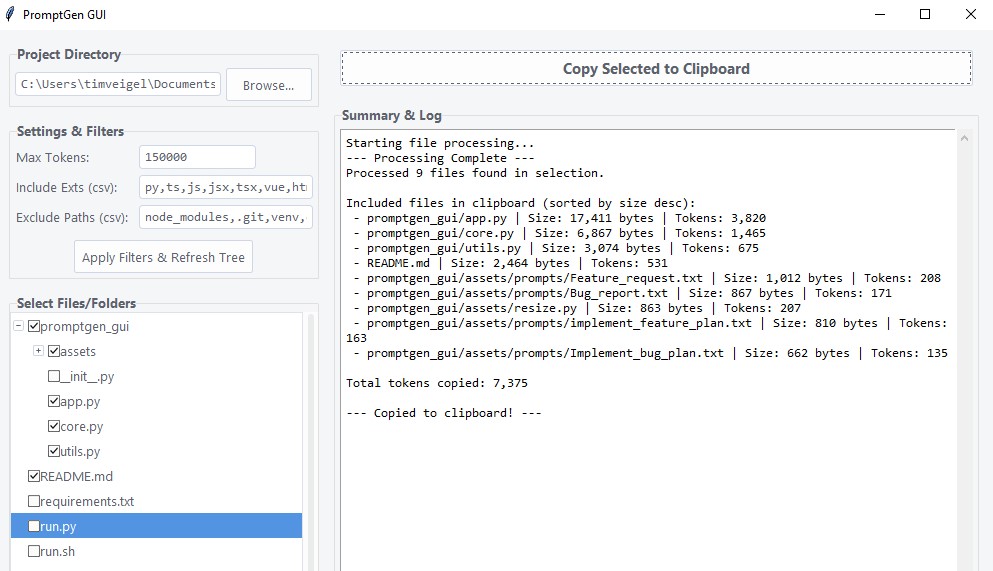 PromptGen GUI
Project Directory
C:\Users\timveigel\Documents
Browse...
Settings & Filters
Max Tokens:
150000
Include Exts (csv):
py,ts,js,jsx,tsx,vue,ht
Exclude Paths (csv):
node_modules,.git,venv,
Apply Filters & Refresh Tree
Select Files/Folders
promptgen_gui
assets
__init__.py
app.py
core.py
utils.py
README.md
requirements.txt
run.py
run.sh
Copy Selected to Clipboard
Summary & Log
Starting file processing...
--- Processing Complete ---
Processed 9 files found in selection.
Included files in clipboard (sorted by size desc):
- promptgen_gui/app.py | Size: 17,411 bytes | Tokens: 3,820
- promptgen_gui/core.py | Size: 6,867 bytes | Tokens: 1,465
- promptgen_gui/utils.py | Size: 3,074 bytes | Tokens: 675
- README.md | Size: 2,464 bytes | Tokens: 531
- promptgen_gui/assets/prompts/Feature_request.txt | Size: 1,012 bytes | Tokens: 208
- promptgen_gui/assets/prompts/Bug_report.txt | Size: 867 bytes | Tokens: 171
- promptgen_gui/assets/resize.py | Size: 863 bytes | Tokens: 207
- promptgen_gui/assets/prompts/implement_feature_plan.txt | Size: 810 bytes | Tokens:
163
- promptgen_gui/assets/prompts/Implement_bug_plan.txt | Size: 662 bytes | Tokens: 135
Total tokens copied: 7,375
--- Copied to clipboard! ---